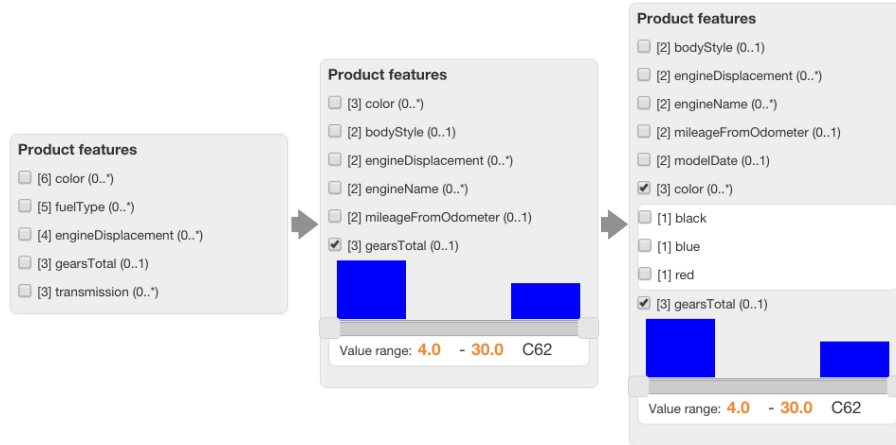 Product features
[6] color (0..*)
[5] fuelType (0..*)
[4] engineDisplacement (0..*)
[3] gearsTotal (0..1)
[3] transmission (0..*)
Product features
[3] color (0..*)
[2] bodyStyle (0..1)
[2] engineDisplacement (0..*)
[2] engineName (0..*)
[2] mileageFromOdometer (0..1)
[3] gearsTotal (0..1)
Value range: 4.0 - 30.0 C62
Product features
[2] bodyStyle (0..1)
[2] engineDisplacement (0..*)
[2] engineName (0..*)
[2] mileageFromOdometer (0..1)
[2] modelDate (0..1)
[3] color (0..*)
[1] black
[1] blue
[1] red
[3] gearsTotal (0..1)
Value range: 4.0 - 30.0 C62